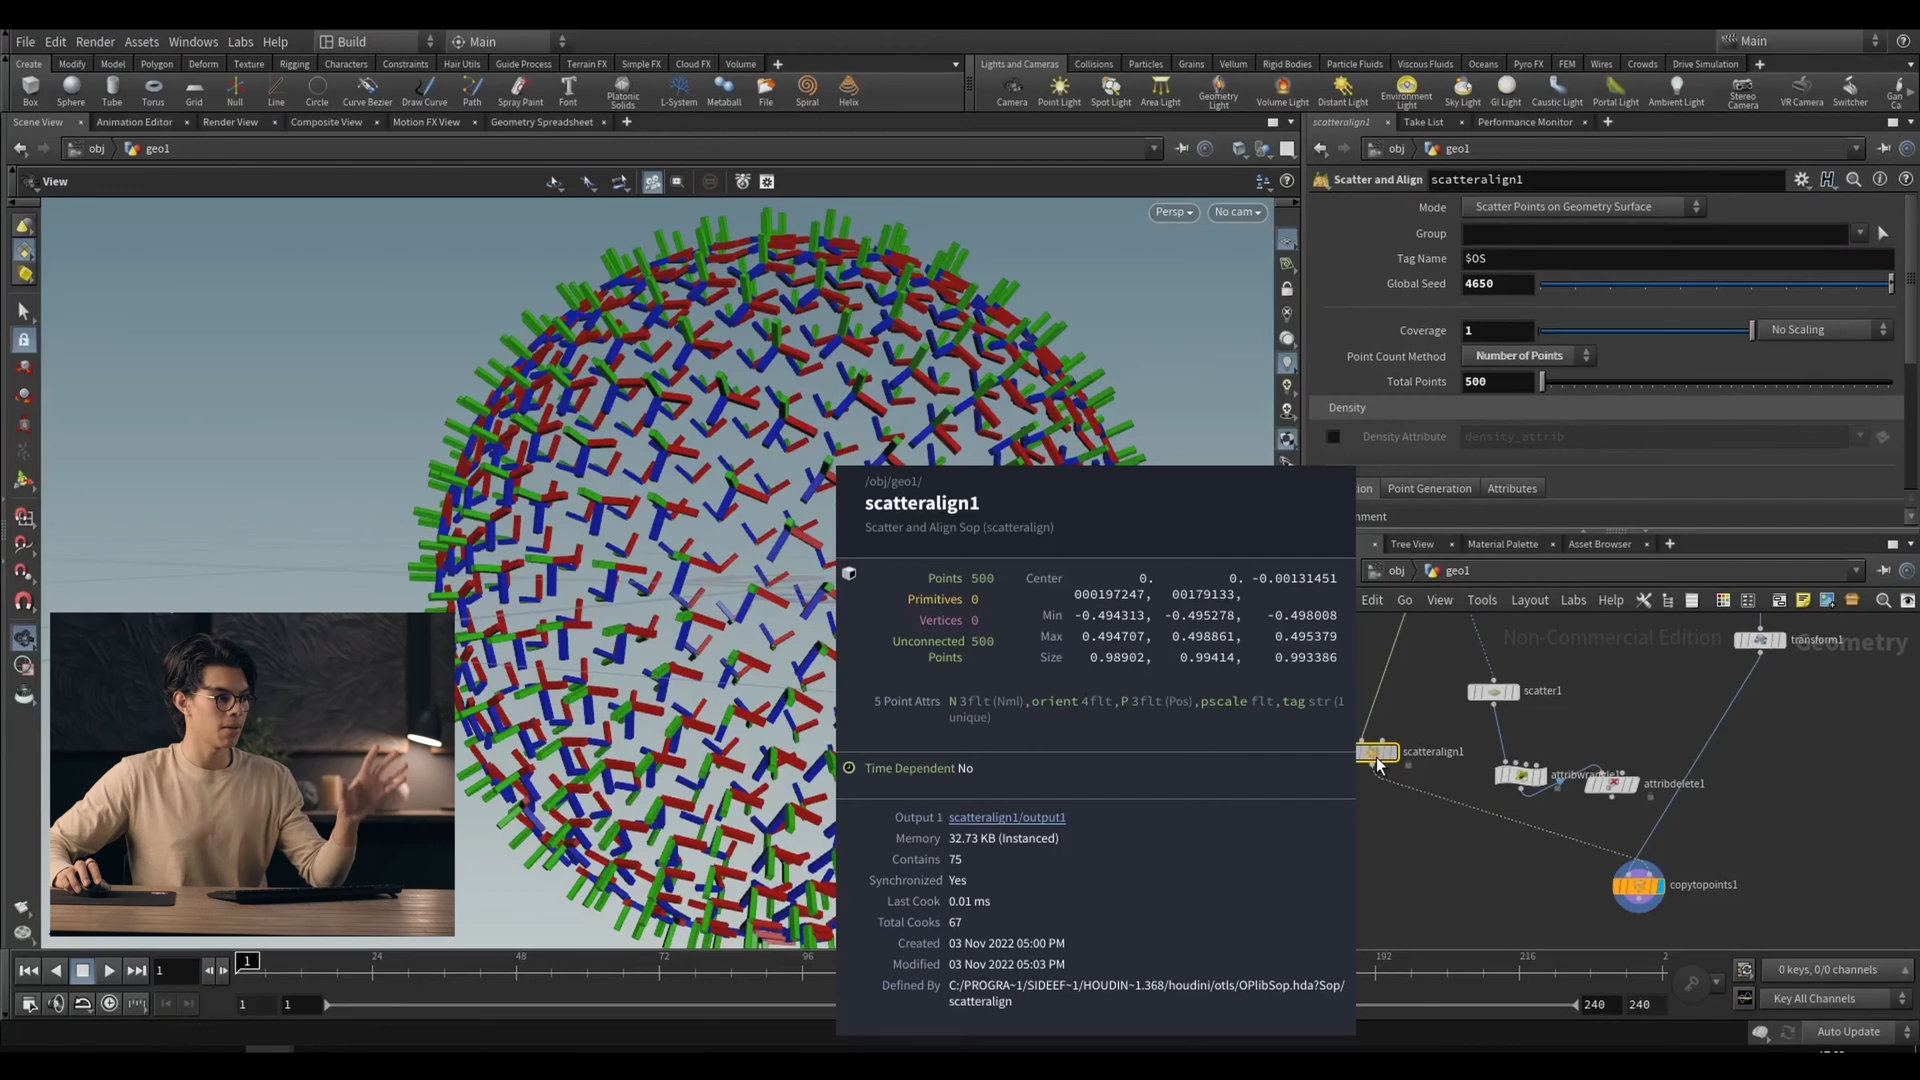 File Edit Render Assets Windows Labs Help Build Main Main
Create Modify Model Polygon Deform Texture Rigging Characters Constraints Hair Utils Guide Process Terrain FX Simple FX Cloud FX Volume
Lights and Cameras Collisions Particles Grains Vellum Rigid Bodies Particle Fluids Viscous Fluids Oceans Pyro FX FEM Wires Crowds Drive Simulation
Box Sphere Tube Torus Grid Null Line Circle Curve Bezier Draw Curve Path Spray Paint Font Platonic Solids L-System Metaball File Spiral Helix
Camera Point Light Spot Light Area Light Geometry Light Volume Light Distant Light Environment Light Sky Light GI Light Caustic Light Portal Light Ambient Light Stereo Camera VR Camera Switcher Gan Ca
Scene View Animation Editor Render View Composite View Motion FX View Geometry Spreadsheet
scatteralign1 Take List Performance Monitor
obj geo1
obj geo1
View
Persp No cam
Scatter and Align scatteralign1
Mode Scatter Points on Geometry Surface
Group
Tag Name $OS
Global Seed 4650
Coverage 1 No Scaling
Point Count Method Number of Points
Total Points 500
Density
Density Attribute density_attrib
ion Point Generation Attributes
nment
Tree View Material Palette Asset Browser
obj geo1
Edit Go View Tools Layout Labs Help
Non-Commercial Edition
Geometry
transform1
scatter1
scatteralign1
attribwrangle1
attribdelete1
copytopoints1
/obj/geo1/
scatteralign1
Scatter and Align Sop (scatteralign)
Points 500 Center 0. 0. -0.00131451
000197247, 00179133,
Primitives 0
Vertices 0 Min -0.494313, -0.495278, -0.498008
Unconnected 500 Max 0.494707, 0.498861, 0.495379
Points Size 0.98902, 0.99414, 0.993386
5 Point Attrs N 3flt (Nml), orient 4flt, P 3flt (Pos), pscale flt, tag str (1
unique)
Time Dependent No
Output 1 scatteralign1/output1
Memory 32.73 KB (Instanced)
Contains 75
Synchronized Yes
Last Cook 0.01 ms
Total Cooks 67
Created 03 Nov 2022 05:00 PM
Modified 03 Nov 2022 05:03 PM
Defined By C:/PROGRA~1/SIDEEF~1/HOUDIN~1.368/houdini/otls/OPlibSop.hda?Sop/
scatteralign
1 1 24 48 72 96 192 216 2
0 keys, 0/0 channels
1 1 240 240 Key All Channels
Auto Update